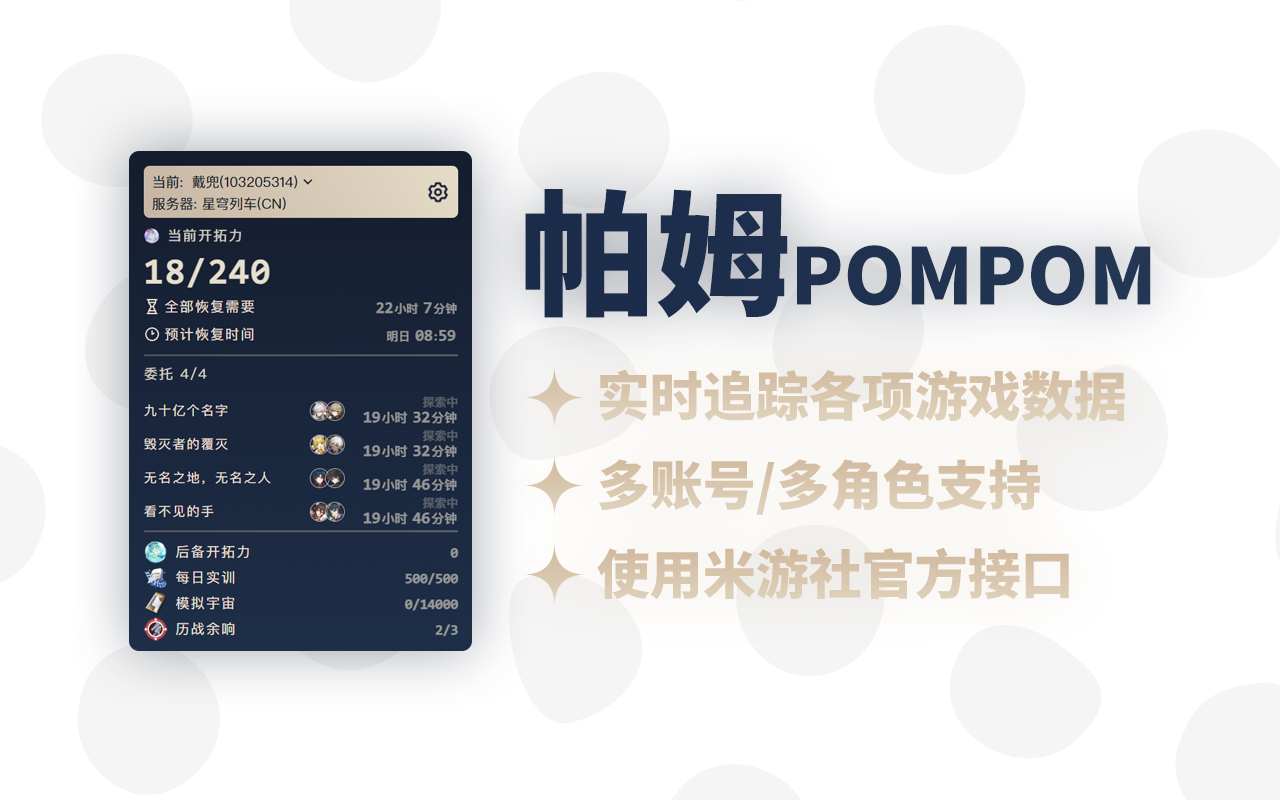 当前: 戴兜(103205314)
服务器: 星穹列车(CN)
当前开拓力
18/240
全部恢复需要 22小时 7分钟
预计恢复时间 明日 08:59
委托 4/4
九十亿个名字 探索中
19小时 32分钟
毁灭者的覆灭 探索中
19小时 32分钟
无名之地，无名之人 探索中
19小时 46分钟
看不见的手 探索中
19小时 46分钟
后备开拓力 0
每日实训 500/500
模拟宇宙 0/14000
历战余响 2/3
帕姆POMPOM
实时追踪各项游戏数据
多账号/多角色支持
使用米游社官方接口